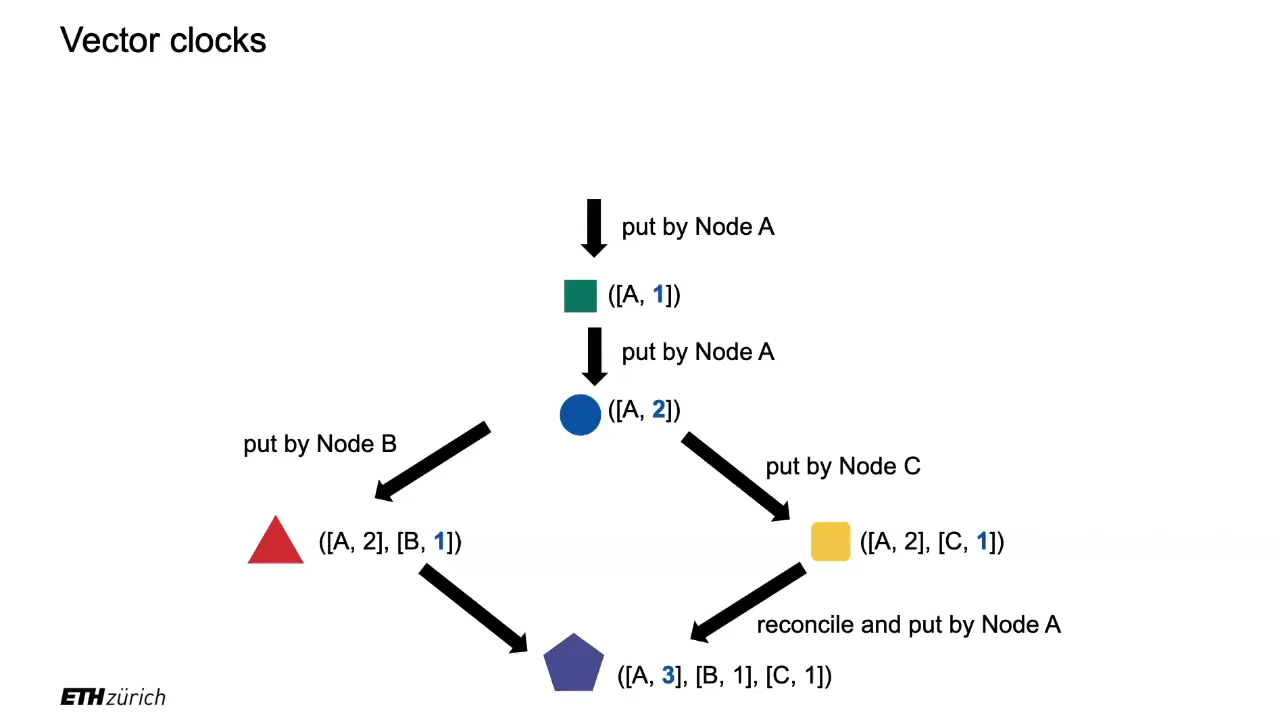 Vector clocks
put by Node A
([A, 1])
put by Node A
([A, 2])
put by Node B
put by Node C
([A, 2], [B, 1])
([A, 2], [C, 1])
reconcile and put by Node A
([A, 3], [B, 1], [C, 1])
ETH zürich